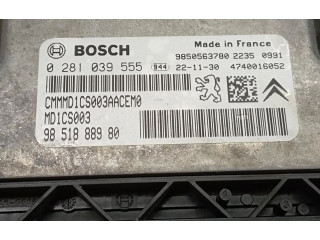 BOSCH
Made in France
9850563780 2235 0991
0 281 039 555 944
22-11-30 4740016052
CMMMD1CS003AACEM0
MD1CS003
98 518 889 80